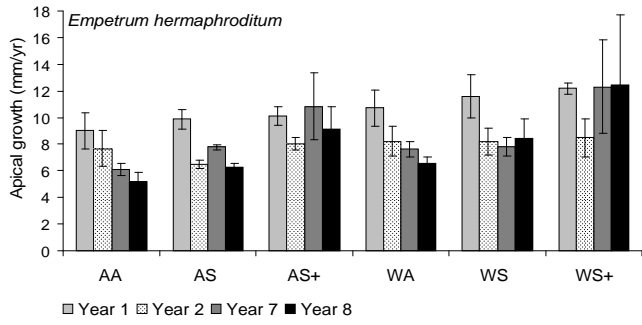 Empetrum hermaphroditum
Apical growth (mm/yr)
18
16
14
12
10
8
6
4
2
0
AA AS AS+ WA WS WS+
Year 1 Year 2 Year 7 Year 8